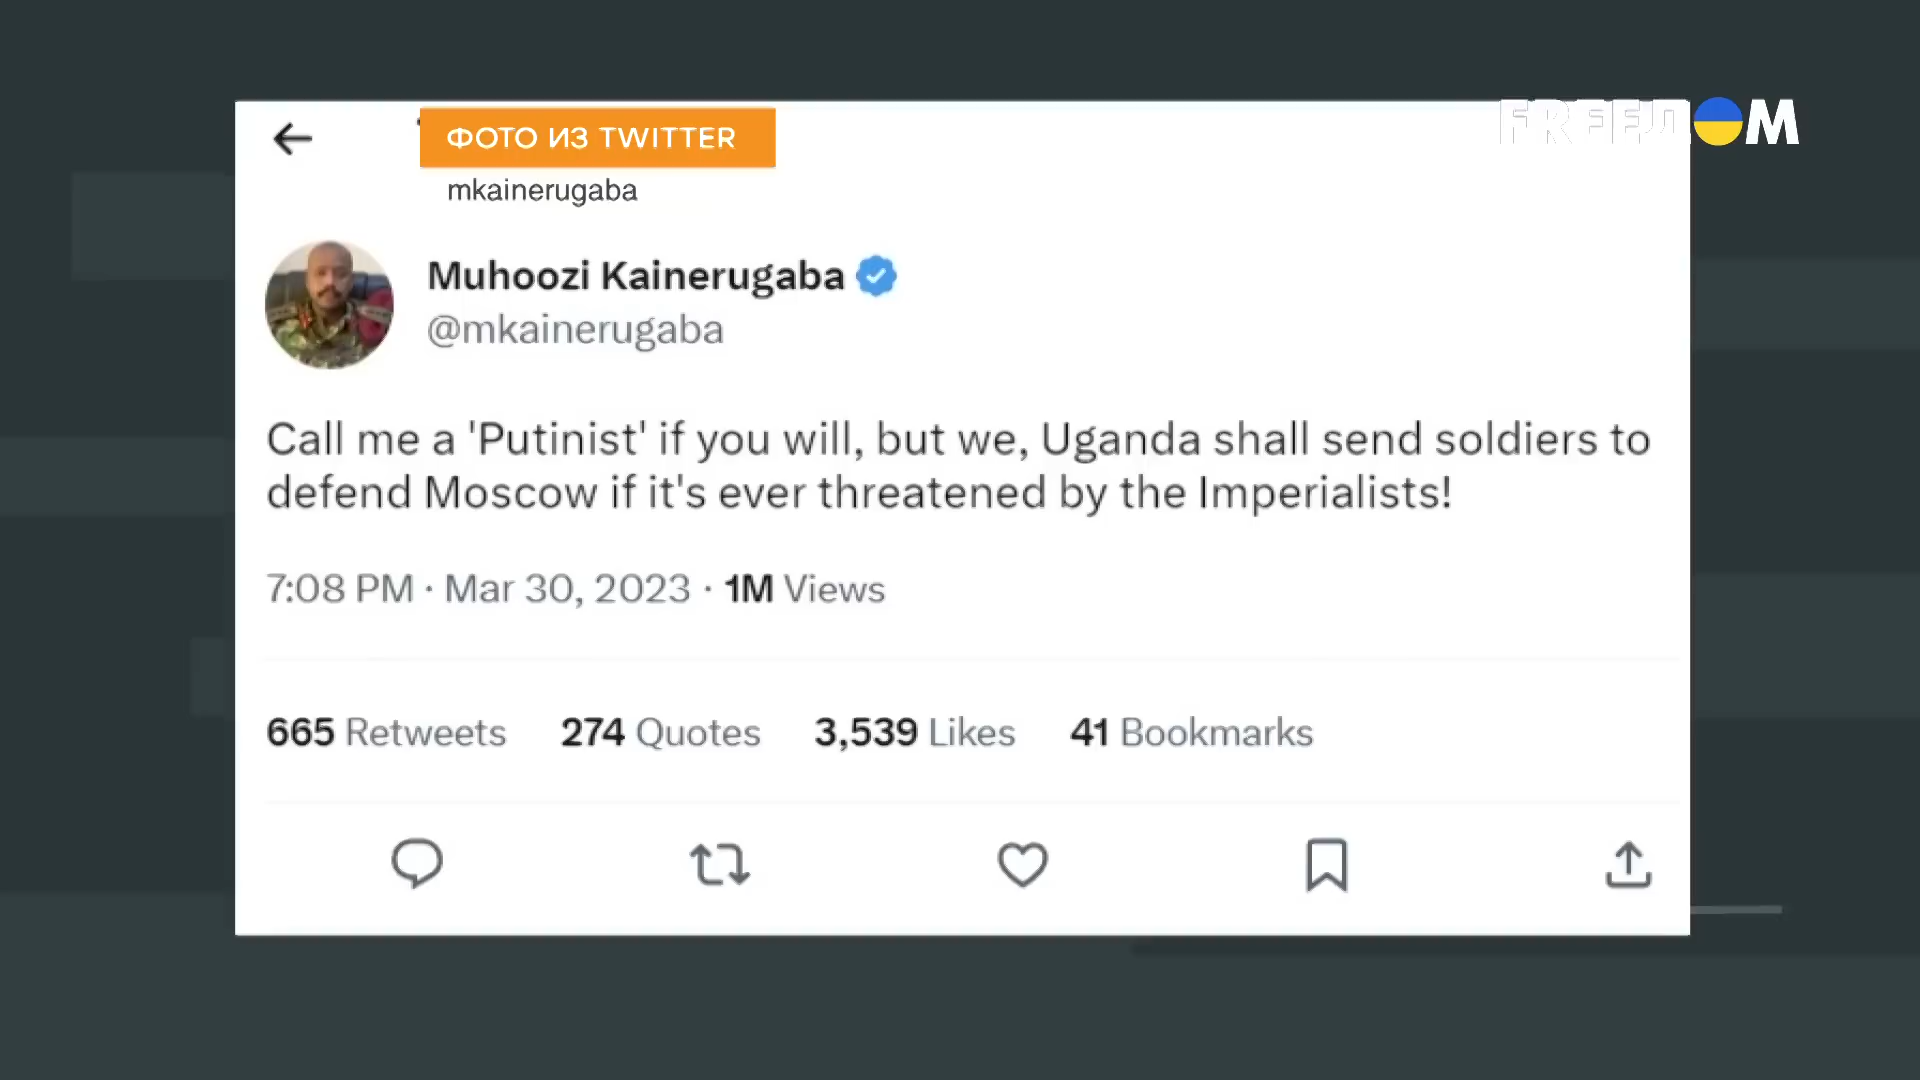 ФОТО ИЗ TWITTER
FREEДOM
mkainerugaba
Muhoozi Kainerugaba
@mkainerugaba
Call me a 'Putinist' if you will, but we, Uganda shall send soldiers to
defend Moscow if it's ever threatened by the Imperialists!
7:08 PM · Mar 30, 2023 · 1M Views
665 Retweets 274 Quotes 3,539 Likes 41 Bookmarks